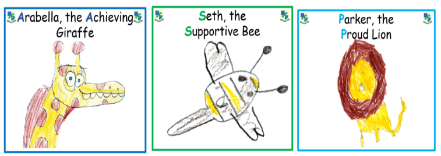 Arabella, the Achieving
Giraffe
Seth, the
Supportive Bee
Parker, the
Proud Lion